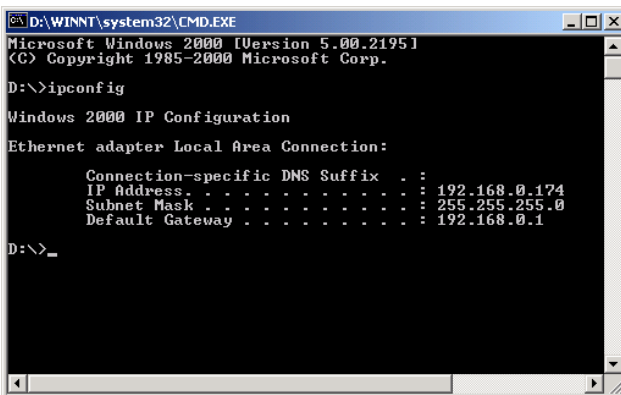 D:\WINNT\system32\CMD.EXE
Microsoft Windows 2000 [Version 5.00.2195]
(C) Copyright 1985-2000 Microsoft Corp.
D:\>ipconfig
Windows 2000 IP Configuration
Ethernet adapter Local Area Connection:
Connection-specific DNS Suffix  . :
IP Address. . . . . . . . . . . . : 192.168.0.174
Subnet Mask . . . . . . . . . . . : 255.255.255.0
Default Gateway . . . . . . . . . : 192.168.0.1
D:\>_